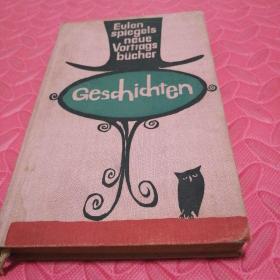 Eulen
spiegels
neue
Vortrags
bücher
Geschichten